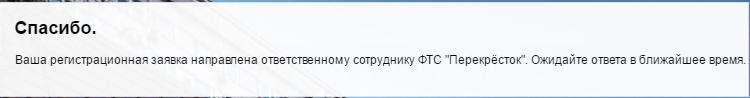 Спасибо.
Ваша регистрационная заявка направлена ответственному сотруднику ФТС "Перекрёсток". Ожидайте ответа в ближайшее время.